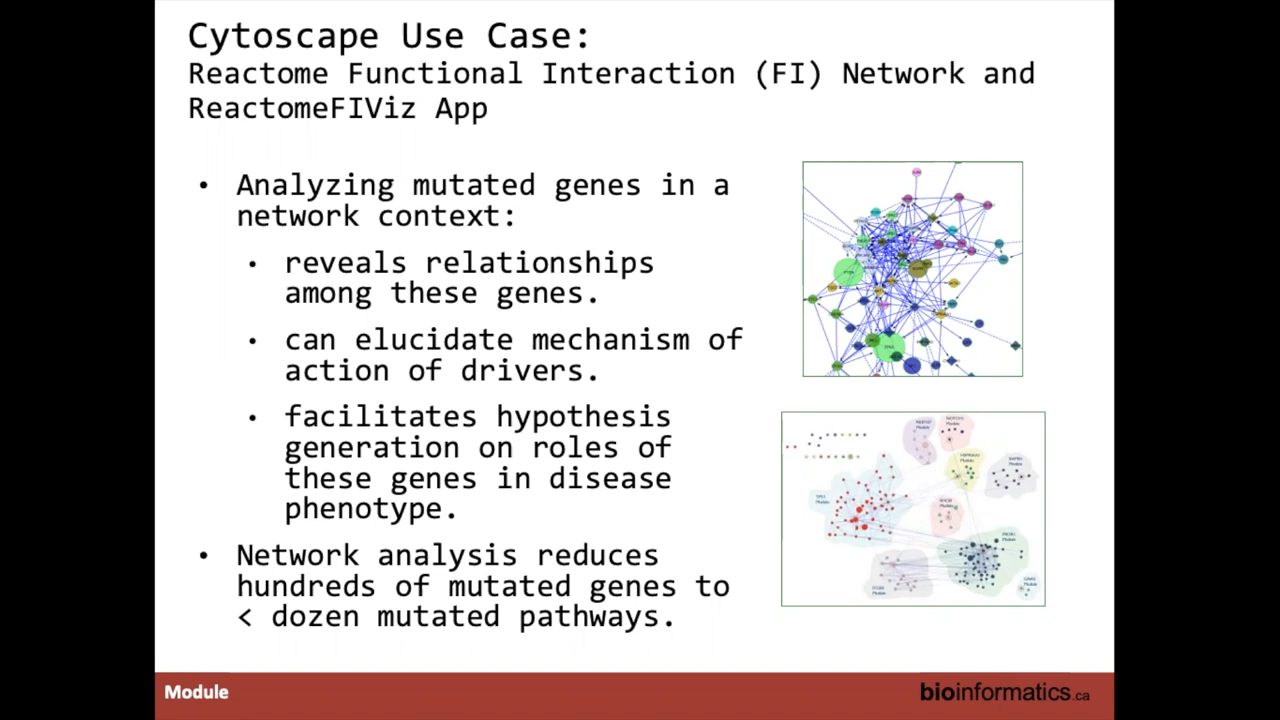 Cytoscape Use Case:
Reactome Functional Interaction (FI) Network and
ReactomeFIViz App
• Analyzing mutated genes in a
network context:
• reveals relationships
among these genes.
• can elucidate mechanism of
action of drivers.
• facilitates hypothesis
generation on roles of
these genes in disease
phenotype.
• Network analysis reduces
hundreds of mutated genes to
< dozen mutated pathways.
Module
bioinformatics.ca